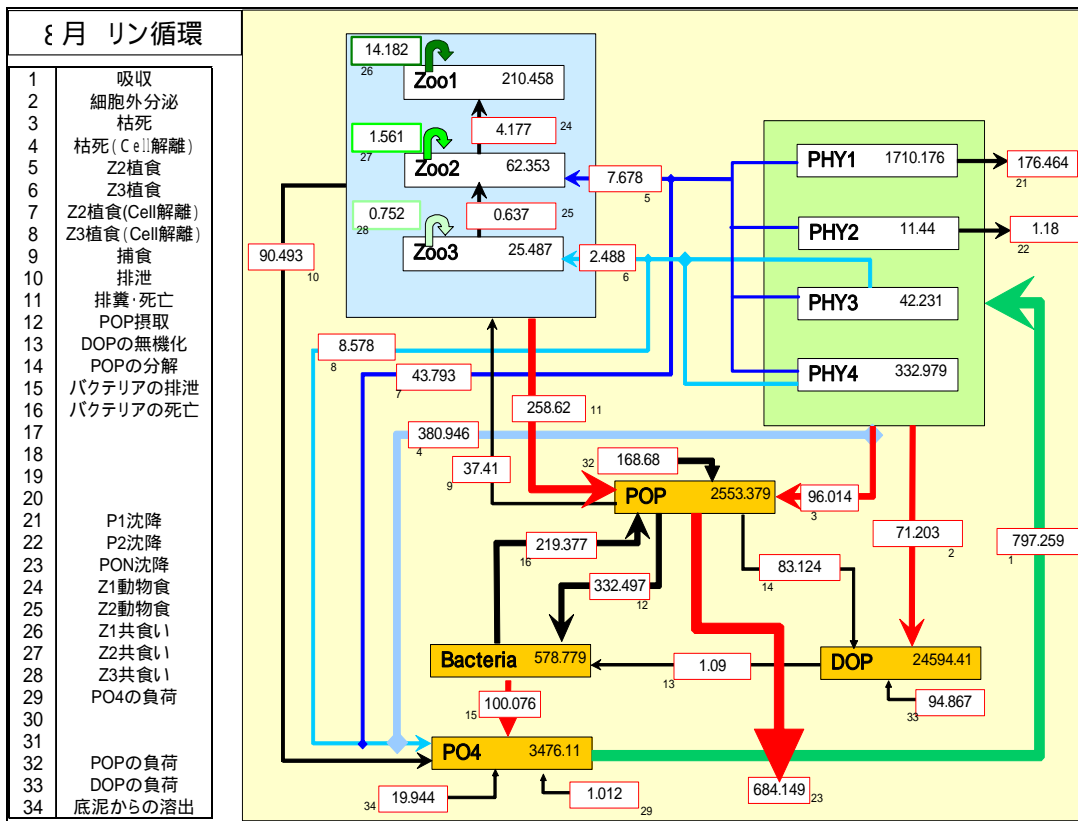 8月 リン循環
1 吸収
2 細胞外分泌
3 枯死
4 枯死(Cell解離)
5 Z2植食
6 Z3植食
7 Z2植食(Cell解離)
8 Z3植食(Cell解離)
9 捕食
10 排泄
11 排糞・死亡
12 POP摂取
13 DOPの無機化
14 POPの分解
15 バクテリアの排泄
16 バクテリアの死亡
17
18
19
20
21 P1沈降
22 P2沈降
23 PON沈降
24 Z1動物食
25 Z2動物食
26 Z1共食い
27 Z2共食い
28 Z3共食い
29 PO4の負荷
30
31
32 POPの負荷
33 DOPの負荷
34 底泥からの溶出
14.182
26
Zoo1 210.458
4.177 24
1.561
27
Zoo2 62.353
7.678
5
0.752
28
0.637 25
Zoo3 25.487
2.488
6
PHY1 1710.176
176.464
21
PHY2 11.44
1.18
22
PHY3 42.231
PHY4 332.979
90.493
10
8.578
8
43.793
7
258.62 11
380.946
4
37.41
9
32 168.68
POP 2553.379
96.014
3
71.203 2
797.259
1
219.377
16
332.497
12
83.124
14
Bacteria 578.779
1.09
13
DOP 24594.41
94.867
33
100.076
15
PO4 3476.11
19.944
34
1.012
29
684.149 23